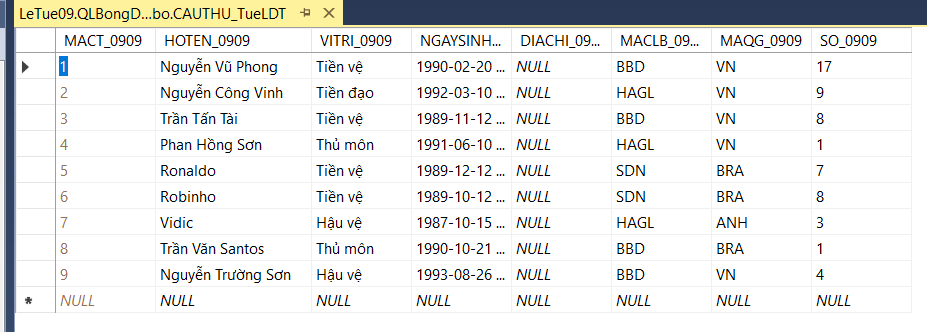 LeTue09.QLBongD...bo.CAUTHU_TueLDT
MACT_0909 HOTEN_0909 VITRI_0909 NGAYSINH... DIACHI_09... MACLB_09... MAQG_0909 SO_0909
1 Nguyễn Vũ Phong Tiền vệ 1990-02-20 ... NULL BBD VN 17
2 Nguyễn Công Vinh Tiền đạo 1992-03-10 ... NULL HAGL VN 9
3 Trần Tấn Tài Tiền vệ 1989-11-12 ... NULL BBD VN 8
4 Phan Hồng Sơn Thủ môn 1991-06-10 ... NULL HAGL VN 1
5 Ronaldo Tiền vệ 1989-12-12 ... NULL SDN BRA 7
6 Robinho Tiền vệ 1989-10-12 ... NULL SDN BRA 8
7 Vidic Hậu vệ 1987-10-15 ... NULL HAGL ANH 3
8 Trần Văn Santos Thủ môn 1990-10-21 ... NULL BBD BRA 1
9 Nguyễn Trường Sơn Hậu vệ 1993-08-26 ... NULL BBD VN 4
NULL NULL NULL NULL NULL NULL NULL NULL